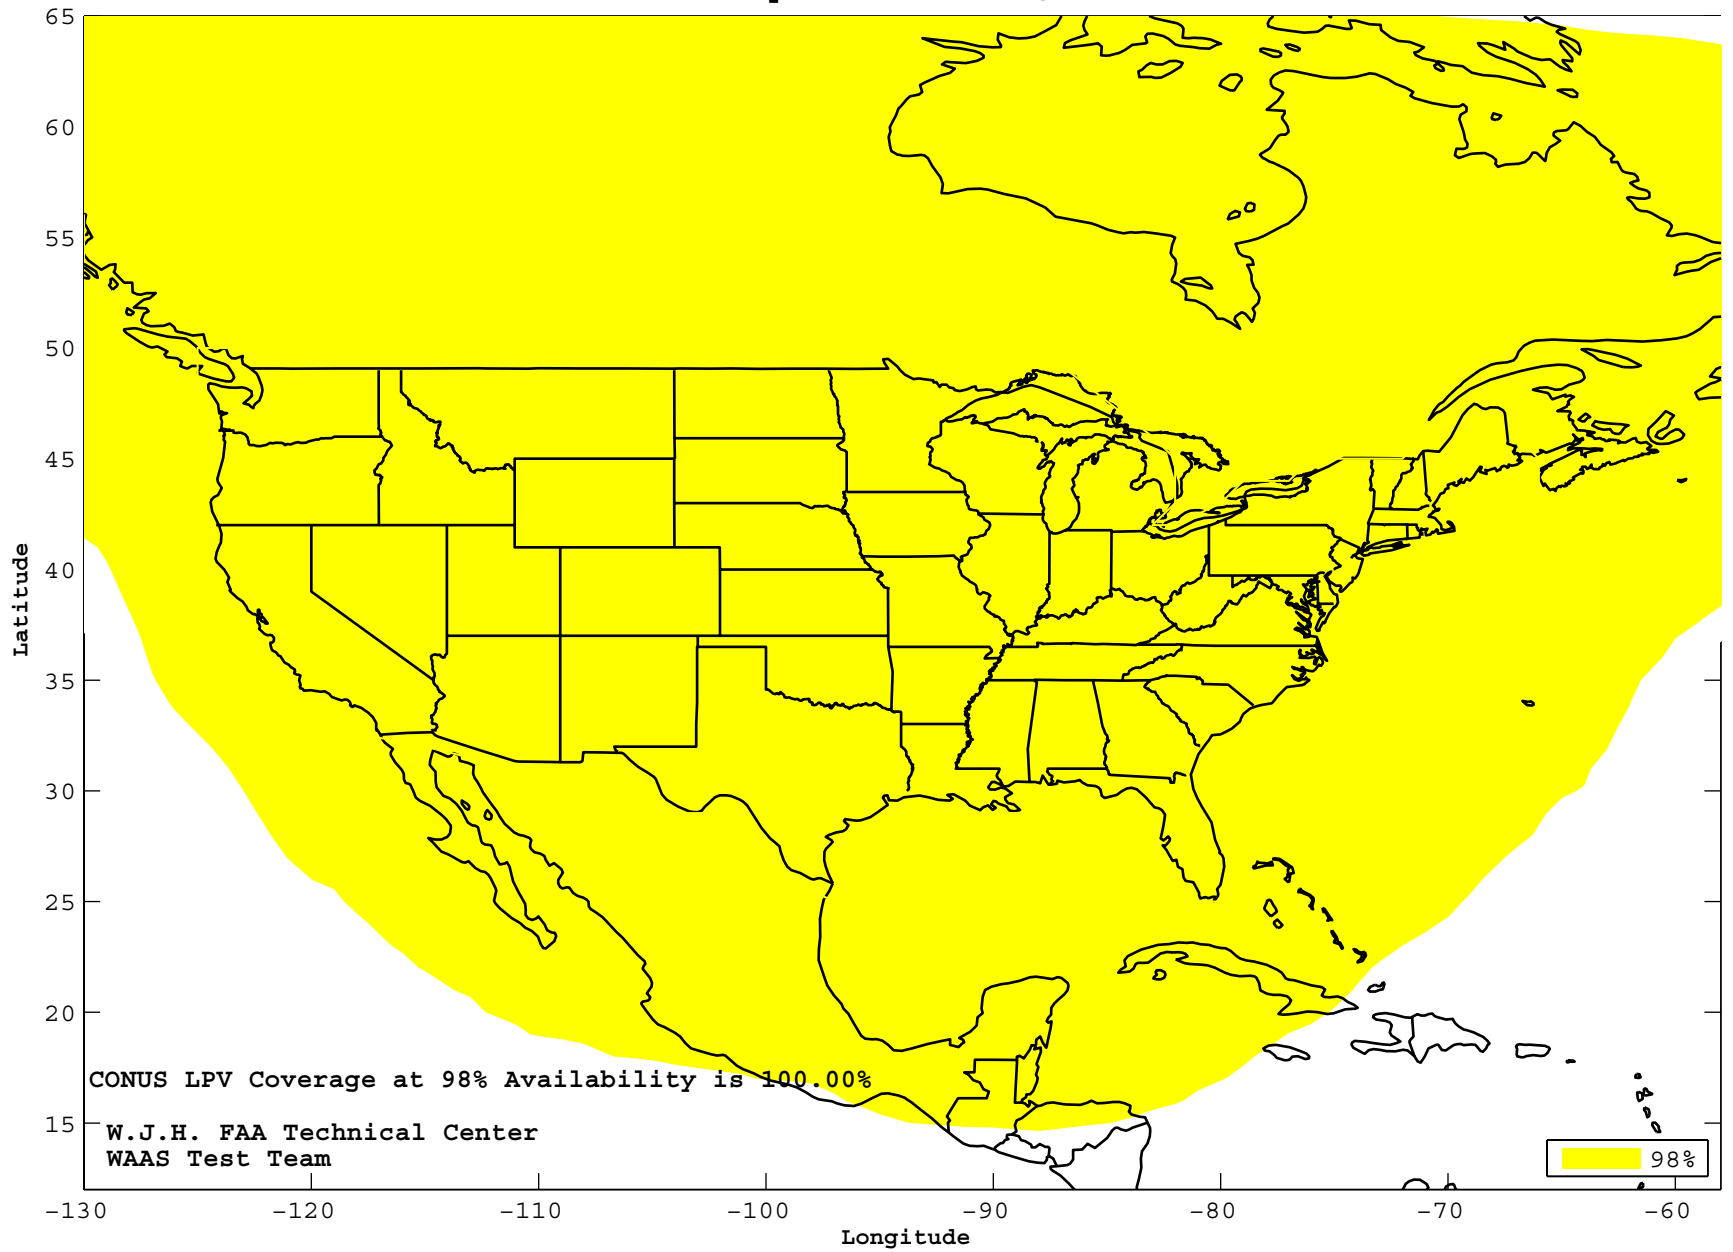 65
60
55
50
45
40
35
30
25
20
15
Latitude
CONUS LPV Coverage at 98% Availability is 100.00%
W.J.H. FAA Technical Center
WAAS Test Team
98%
-130 -120 -110 -100 -90 -80 -70 -60
Longitude